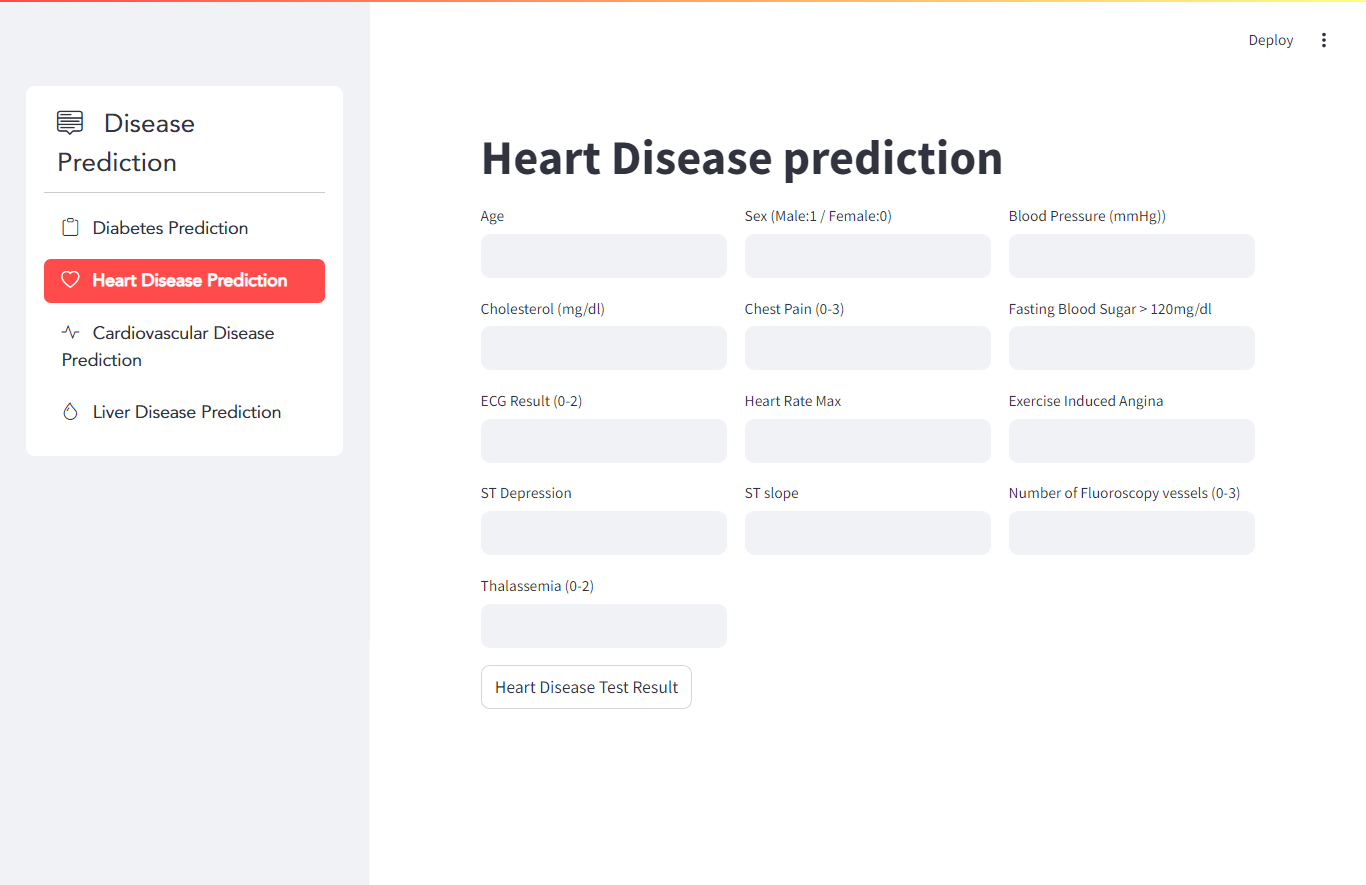 Deploy
Disease
Prediction
Diabetes Prediction
Heart Disease Prediction
Cardiovascular Disease
Prediction
Liver Disease Prediction
Heart Disease prediction
Age
Sex (Male:1 / Female:0)
Blood Pressure (mmHg))
Cholesterol (mg/dl)
Chest Pain (0-3)
Fasting Blood Sugar > 120mg/dl
ECG Result (0-2)
Heart Rate Max
Exercise Induced Angina
ST Depression
ST slope
Number of Fluoroscopy vessels (0-3)
Thalassemia (0-2)
Heart Disease Test Result